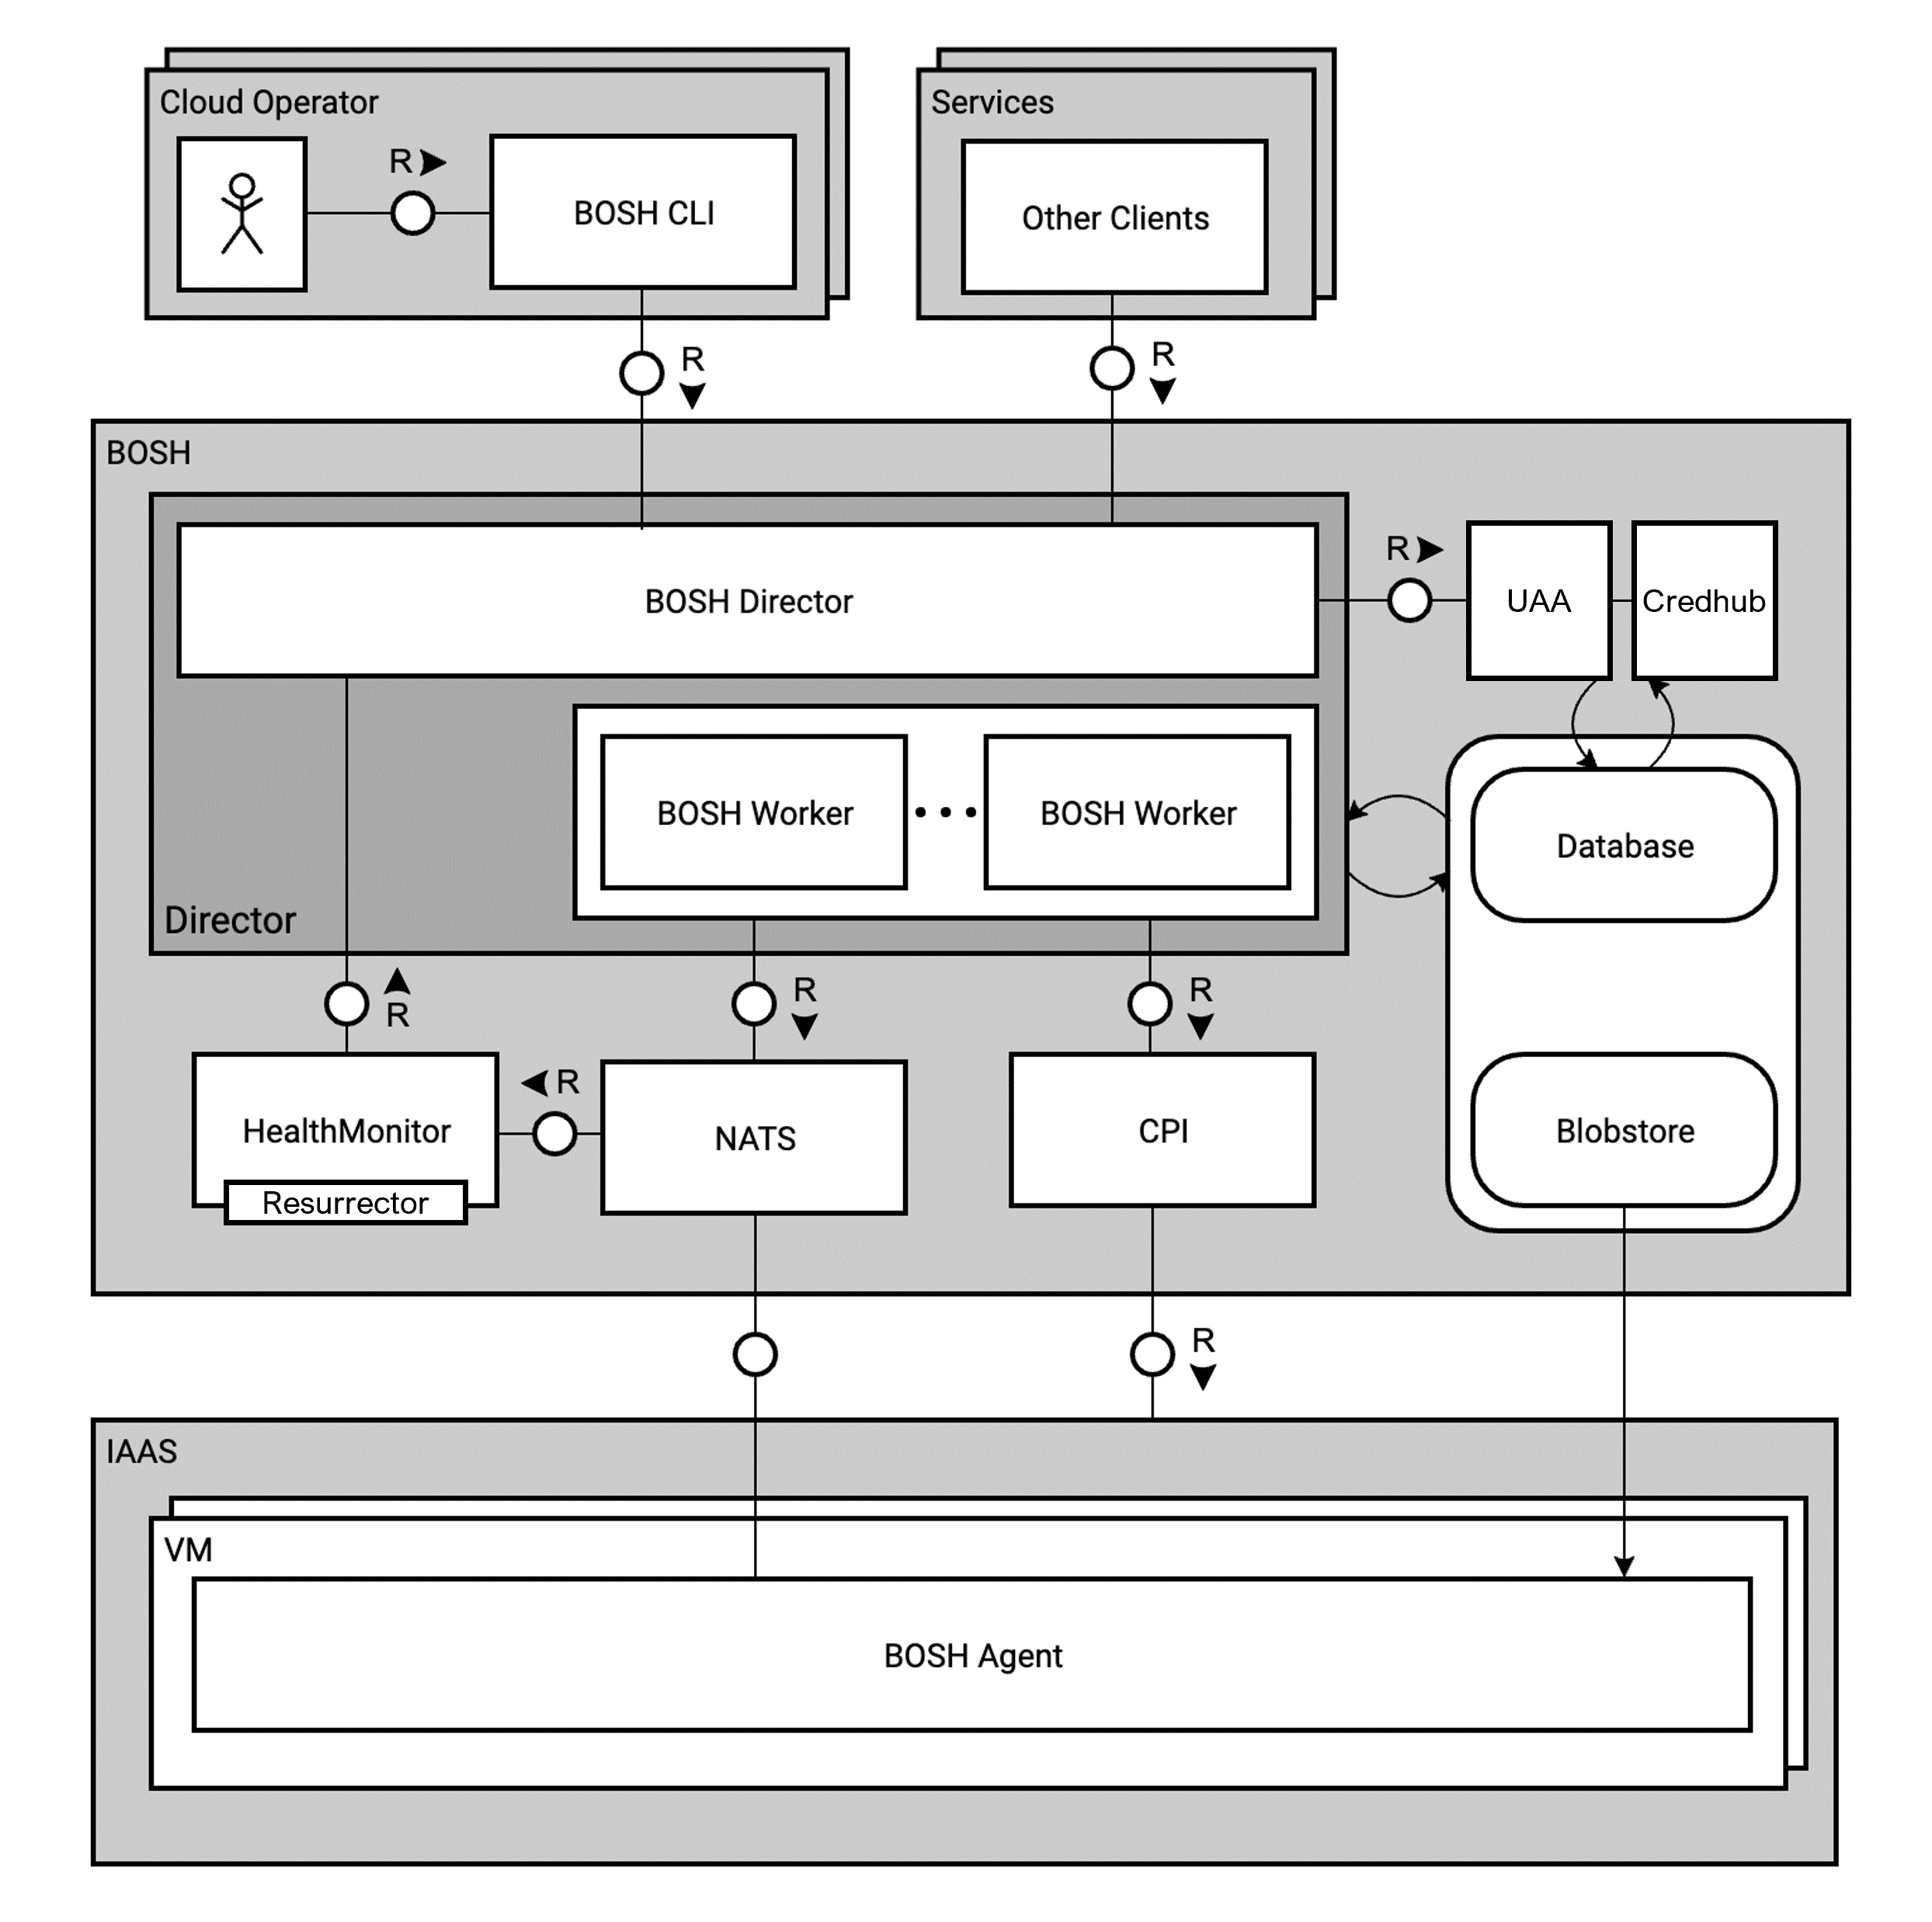 Cloud Operator
R
BOSH CLI
Services
Other Clients
R
R
BOSH
BOSH Director
R
UAA
Credhub
BOSH Worker
BOSH Worker
Database
Director
R
R
R
HealthMonitor
Resurrector
R
NATS
CPI
Blobstore
R
IAAS
VM
BOSH Agent